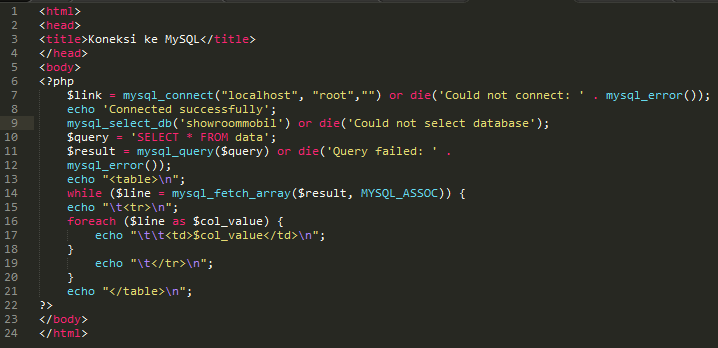 1 <html>
2 <head>
3 <title>Koneksi ke MySQL</title>
4 </head>
5 <body>
6 <?php
7 $link = mysql_connect("localhost", "root","") or die('Could not connect: ' . mysql_error());
8 echo 'Connected successfully';
9 mysql_select_db('showroommobil') or die('Could not select database');
10 $query = 'SELECT * FROM data';
11 $result = mysql_query($query) or die('Query failed: ' .
12 mysql_error());
13 echo "<table>\n";
14 while ($line = mysql_fetch_array($result, MYSQL_ASSOC)) {
15 echo "\t<tr>\n";
16 foreach ($line as $col_value) {
17 echo "\t\t<td>$col_value</td>\n";
18 }
19 echo "\t</tr>\n";
20 }
21 echo "</table>\n";
22 ?>
23 </body>
24 </html>